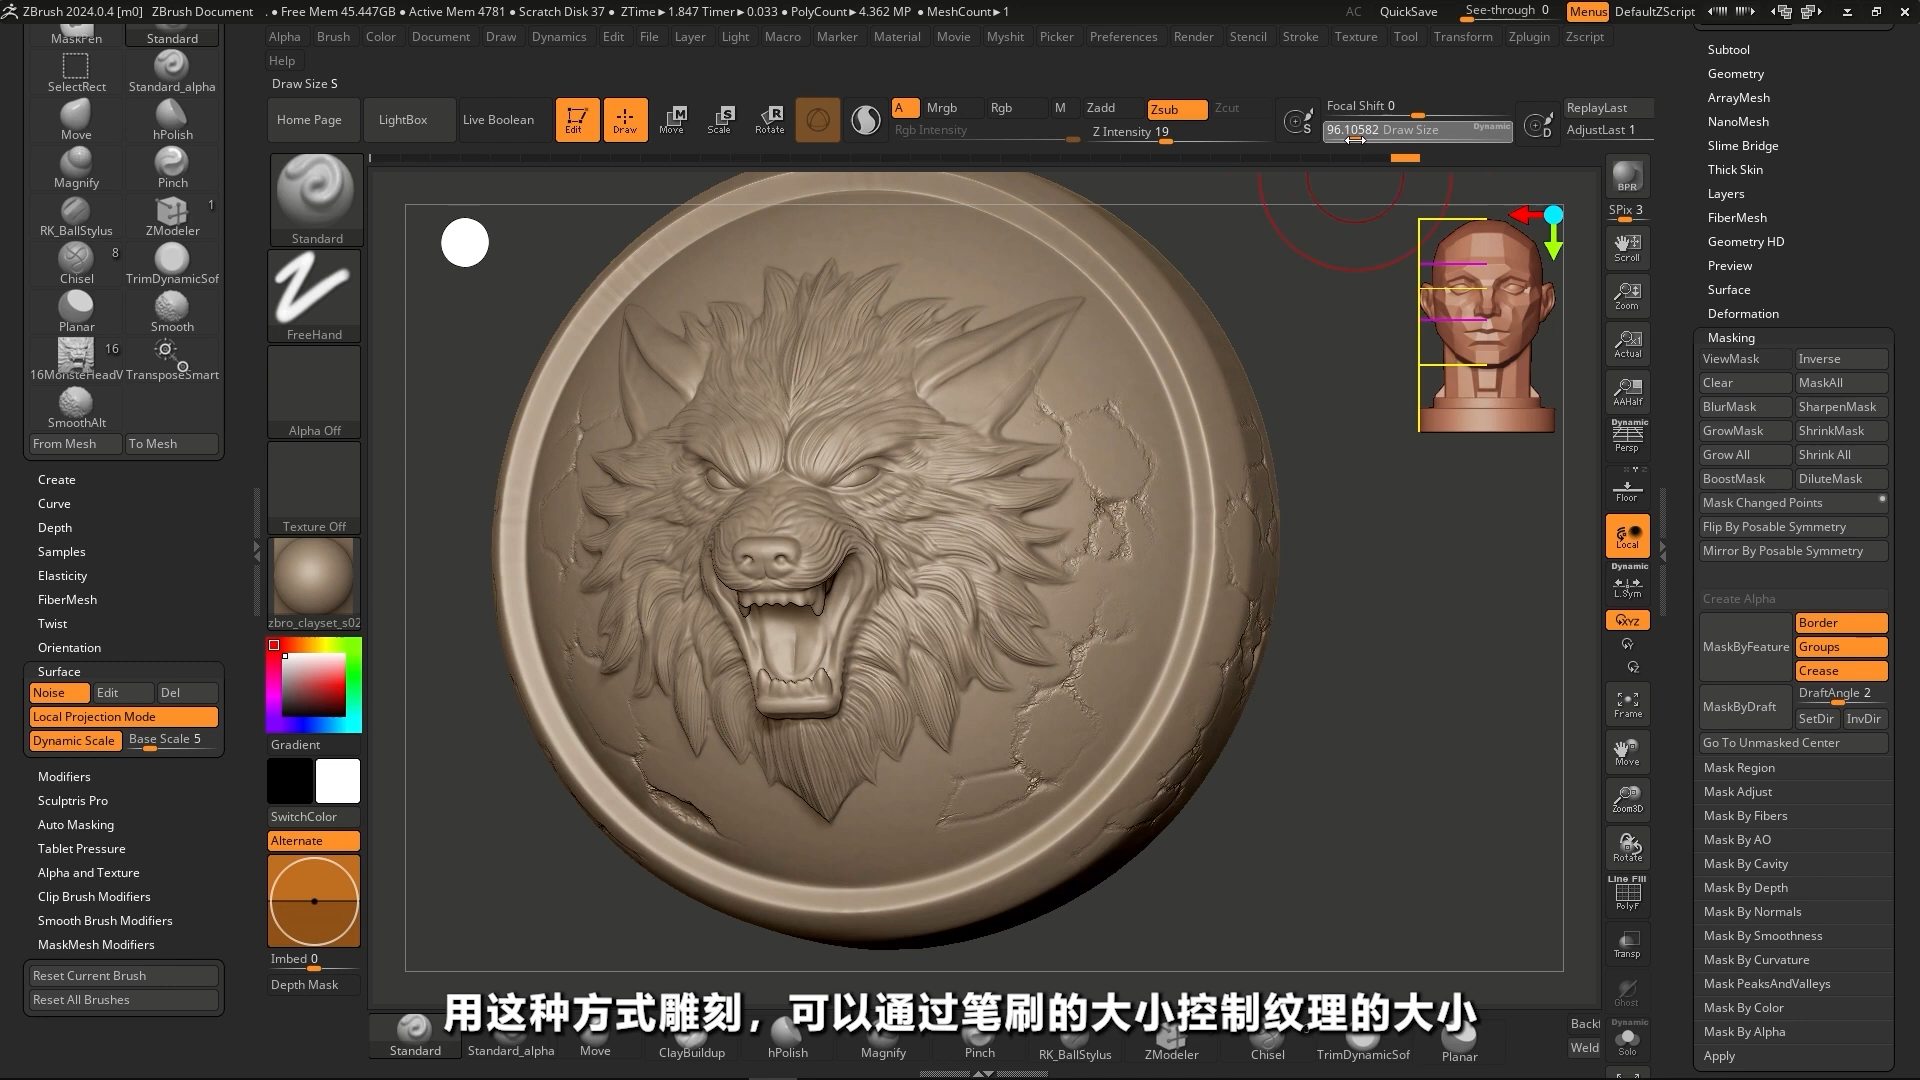 ZBrush 2024.0.4 [m0] ZBrush Document . ● Free Mem 45.447GB ● Active Mem 4781 ● Scratch Disk 37 ● ZTime►1.847 Timer►0.033 ● PolyCount►4.362 MP ● MeshCount►1 AC QuickSave See-through 0 Menus DefaultZScript
Alpha Brush Color Document Draw Dynamics Edit File Layer Light Macro Marker Material Movie Myshit Picker Preferences Render Stencil Stroke Texture Tool Transform Zplugin Zscript
Help
Draw Size S
Home Page LightBox Live Boolean Edit Draw Move Scale Rotate
A Mrgb Rgb M Zadd Zsub Zcut
Rgb Intensity Z Intensity 19
Focal Shift 0
96.10582 Draw Size Dynamic
S D
ReplayLast
AdjustLast 1
MaskPen Standard
SelectRect Standard_alpha
Move hPolish
Magnify Pinch
RK_BallStylus ZModeler 1
Chisel 8 TrimDynamicSof
Planar Smooth
16MonsteHeadV 16 TransposeSmart
SmoothAlt
From Mesh To Mesh
Create
Curve
Depth
Samples
Elasticity
FiberMesh
Twist
Orientation
Surface
Noise Edit Del
Local Projection Mode
Dynamic Scale Base Scale 5
Modifiers
Sculptris Pro
Auto Masking
Tablet Pressure
Alpha and Texture
Clip Brush Modifiers
Smooth Brush Modifiers
MaskMesh Modifiers
Reset Current Brush
Reset All Brushes
Standard
FreeHand
Alpha Off
Texture Off
zbro_clayset_s02
Gradient
SwitchColor
Alternate
Imbed 0
Depth Mask
BPR
SPix 3
Scroll
Zoom
Actual
AAHalf
Dynamic
Persp
Floor
Local
Dynamic
L.Sym
XYZ
Frame
Move
Zoom3D
Rotate
Line Fill
PolyF
Transp
Ghost
Dynamic
Solo
Subtool
Geometry
ArrayMesh
NanoMesh
Slime Bridge
Thick Skin
Layers
FiberMesh
Geometry HD
Preview
Surface
Deformation
Masking
ViewMask Inverse
Clear MaskAll
BlurMask SharpenMask
GrowMask ShrinkMask
Grow All Shrink All
BoostMask DiluteMask
Mask Changed Points
Flip By Posable Symmetry
Mirror By Posable Symmetry
Create Alpha
MaskByFeature Border
Groups
Crease
MaskByDraft DraftAngle 2
SetDir InvDir
Go To Unmasked Center
Mask Region
Mask Adjust
Mask By Fibers
Mask By AO
Mask By Cavity
Mask By Depth
Mask By Normals
Mask By Smoothness
Mask By Curvature
Mask PeaksAndValleys
Mask By Color
Mask By Alpha
Apply
用这种方式雕刻，可以通过笔刷的大小控制纹理的大小
Standard Standard_alpha Move ClayBuildup hPolish Magnify Pinch RK_BallStylus ZModeler Chisel TrimDynamicSof Planar
Weld